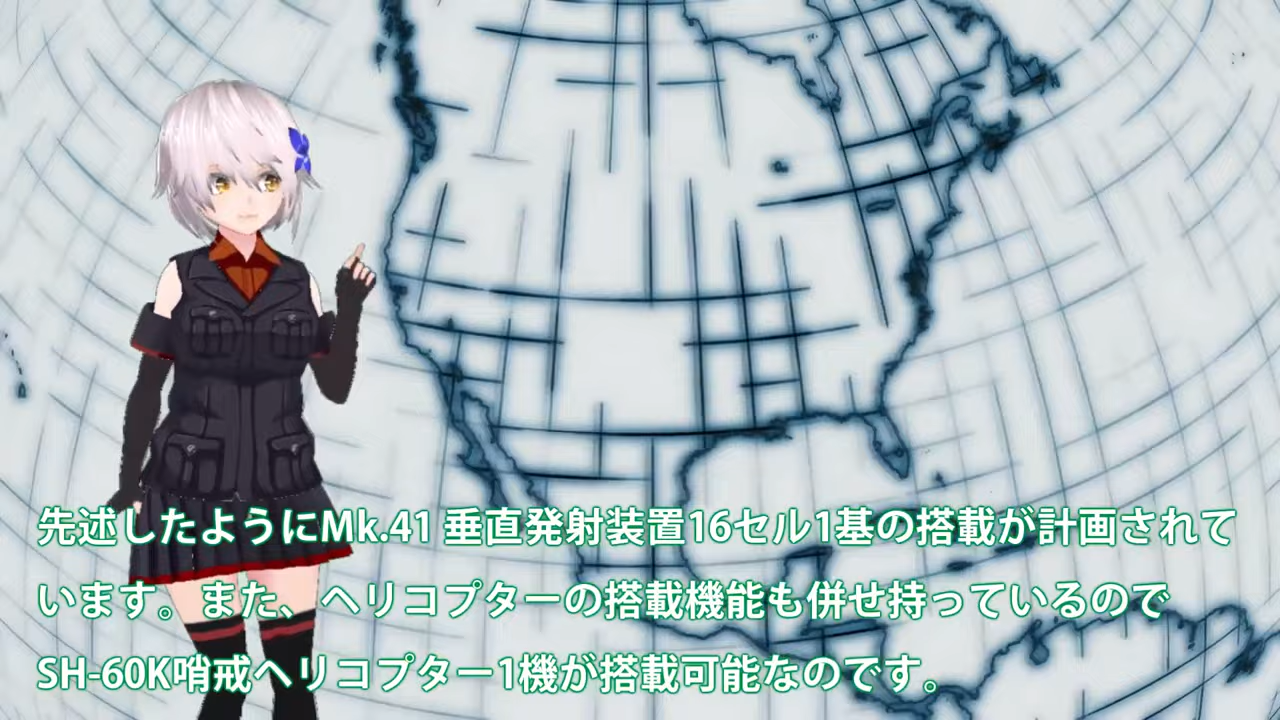 先述したようにMk.41 垂直発射装置16セル1基の搭載が計画されて
います。また、ヘリコプターの搭載機能も併せ持っているので
SH-60K哨戒ヘリコプター1機が搭載可能なのです。